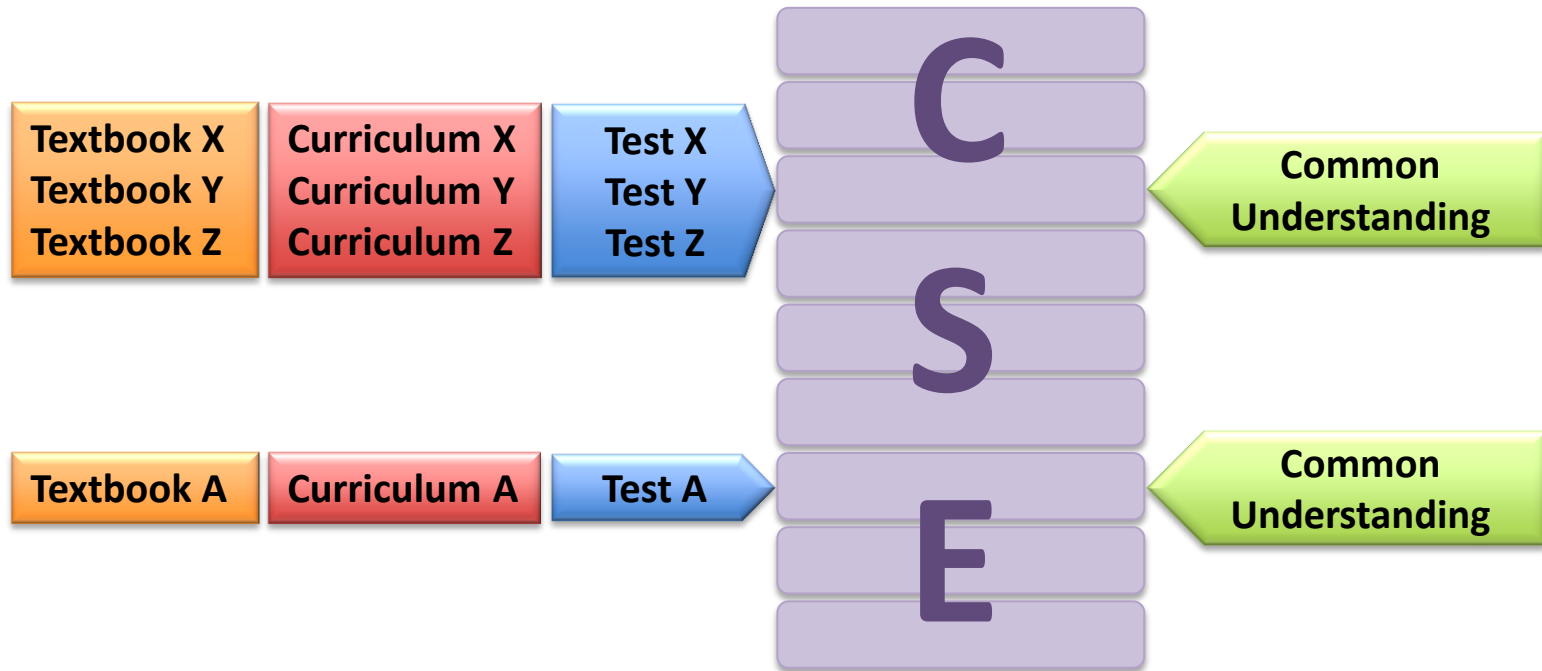 Textbook X
Textbook Y
Textbook Z
Curriculum X
Curriculum Y
Curriculum Z
Test X
Test Y
Test Z
C
S
E
Common
Understanding
Textbook A
Curriculum A
Test A
Common
Understanding